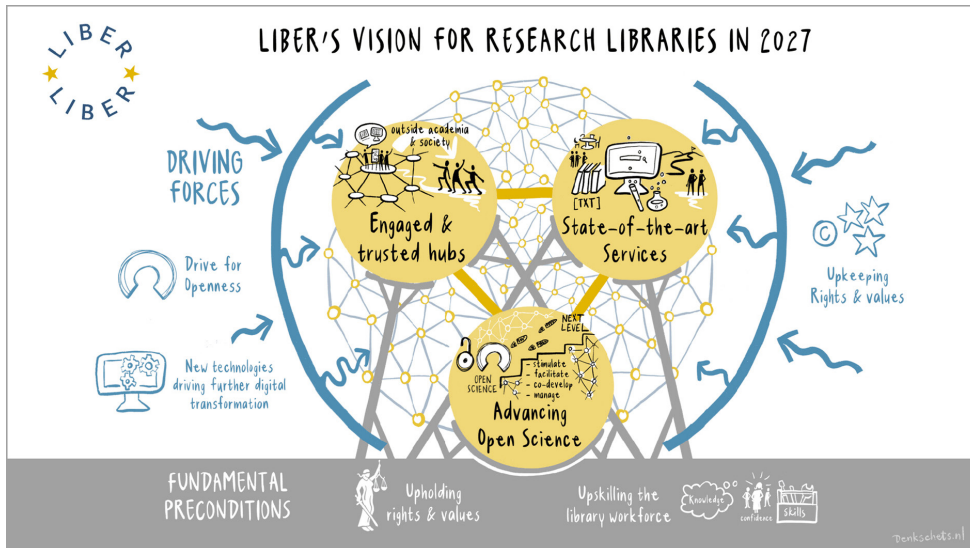 LIBER
LIBER
LIBER'S VISION FOR RESEARCH LIBRARIES IN 2027
DRIVING
FORCES
Drive for
Openness
New technologies
driving further digital
transformation
outside academia
& society
Engaged &
trusted hubs
[TXT]
State-of-the-art
Services
©
Upkeeping
Rights & values
NEXT
LEVEL
OPEN
SCIENCE
- stimulate
- facilitate
- co-develop
- manage
Advancing
Open Science
FUNDAMENTAL
PRECONDITIONS
Upholding
rights & values
Upskilling the
library workforce
Knowledge
confidence
Skills
Denkschets.nl